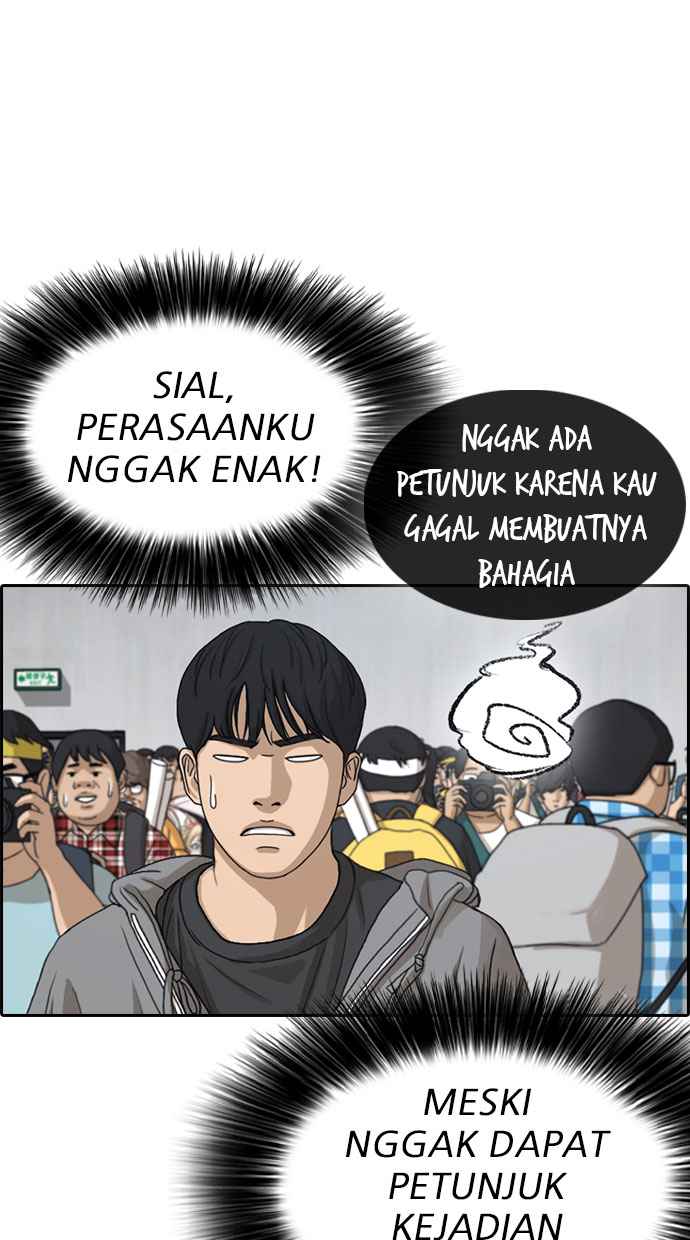 SIAL,
PERASAANKU
NGGAK ENAK!
NGGAK ADA
PETUNJUK KARENA KAU
GAGAL MEMBUATNYA
BAHAGIA
MESKI
NGGAK DAPAT
PETUNJUK
KEJADIAN